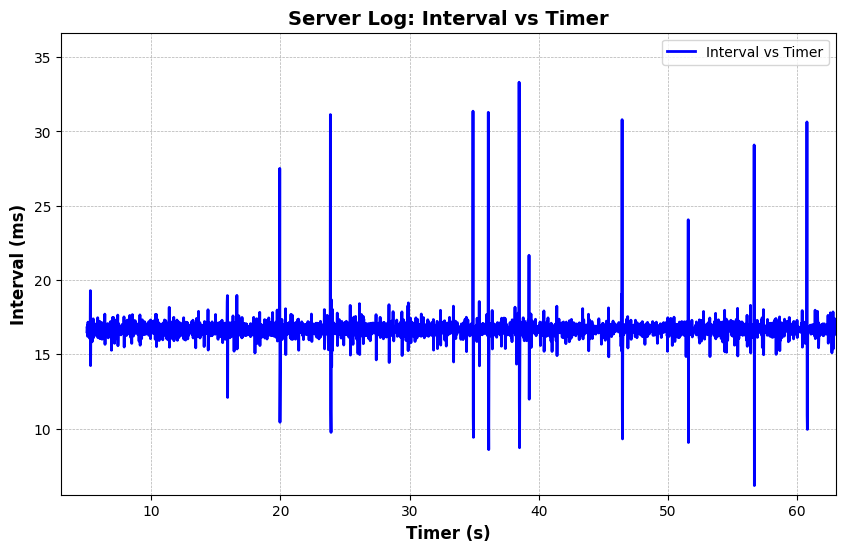 Server Log: Interval vs Timer
Interval vs Timer
Interval (ms)
35
30
25
20
15
10
10 20 30 40 50 60
Timer (s)